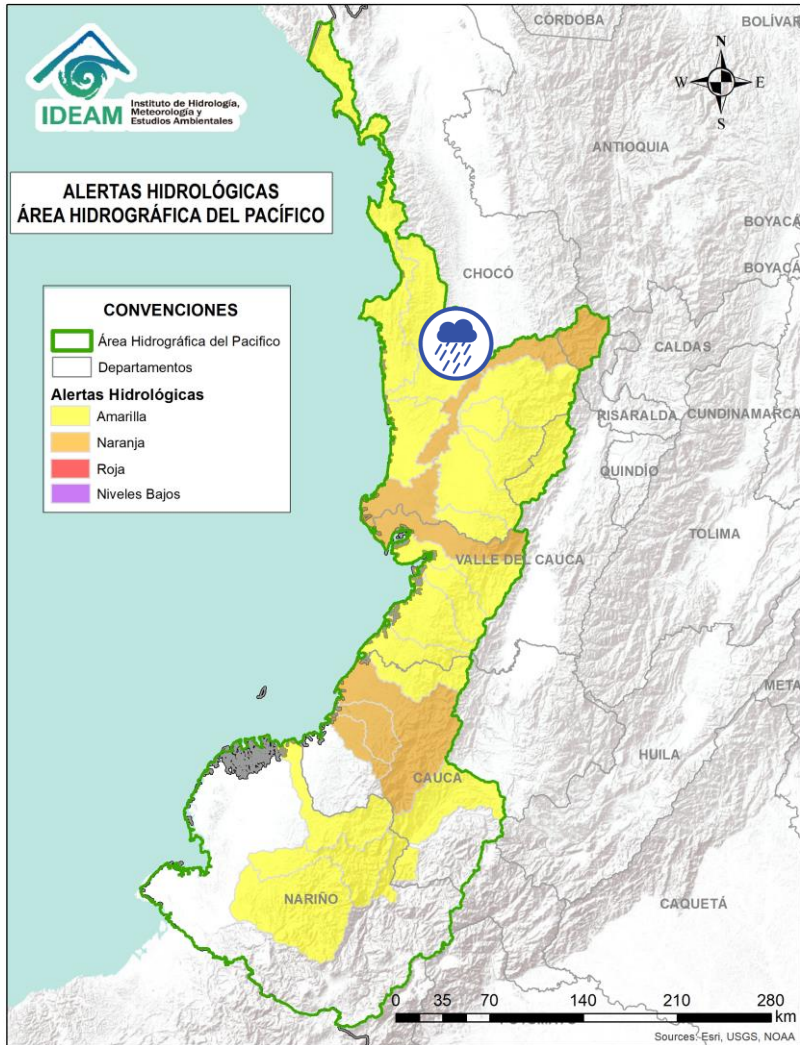 CÓRDOBA
BOLÍVAR
N
W
E
S
IDEAM
Instituto de Hidrología,
Meteorología y
Estudios Ambientales
ANTIOQUIA
ALERTAS HIDROLÓGICAS
ÁREA HIDROGRÁFICA DEL PACÍFICO
BOYACÁ
BOYACÁ
CHOCÓ
CONVENCIONES
Área Hidrográfica del Pacifico
Departamentos
Alertas Hidrológicas
Amarilla
Naranja
Roja
Niveles Bajos
CALDAS
RISARALDA
CUNDINAMARCA
QUINDÍO
TOLIMA
VALLE DEL CAUCA
META
HUILA
CAUCA
NARIÑO
CAQUETÁ
0 35 70 140 210 280
km
Sources: Esri, USGS, NOAA